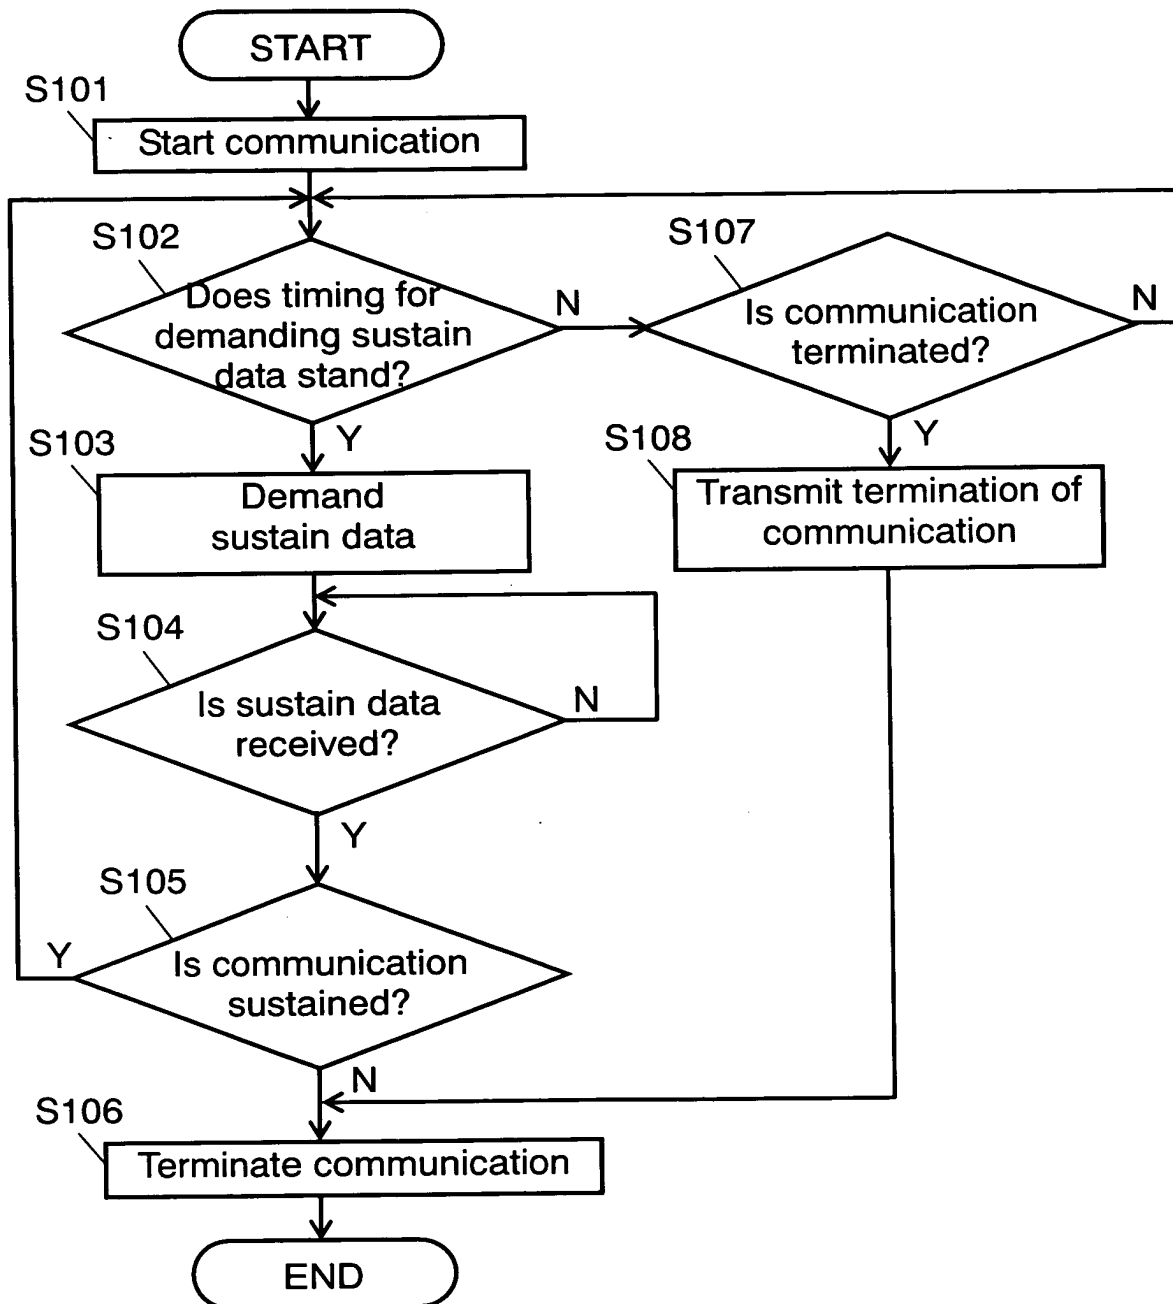 START
S101
Start communication
S102
Does timing for
demanding sustain
data stand?
N
Y
S107
Is communication
terminated?
N
Y
S103
Demand
sustain data
S108
Transmit termination of
communication
S104
Is sustain data
received?
N
Y
S105
Is communication
sustained?
Y
N
S106
Terminate communication
END